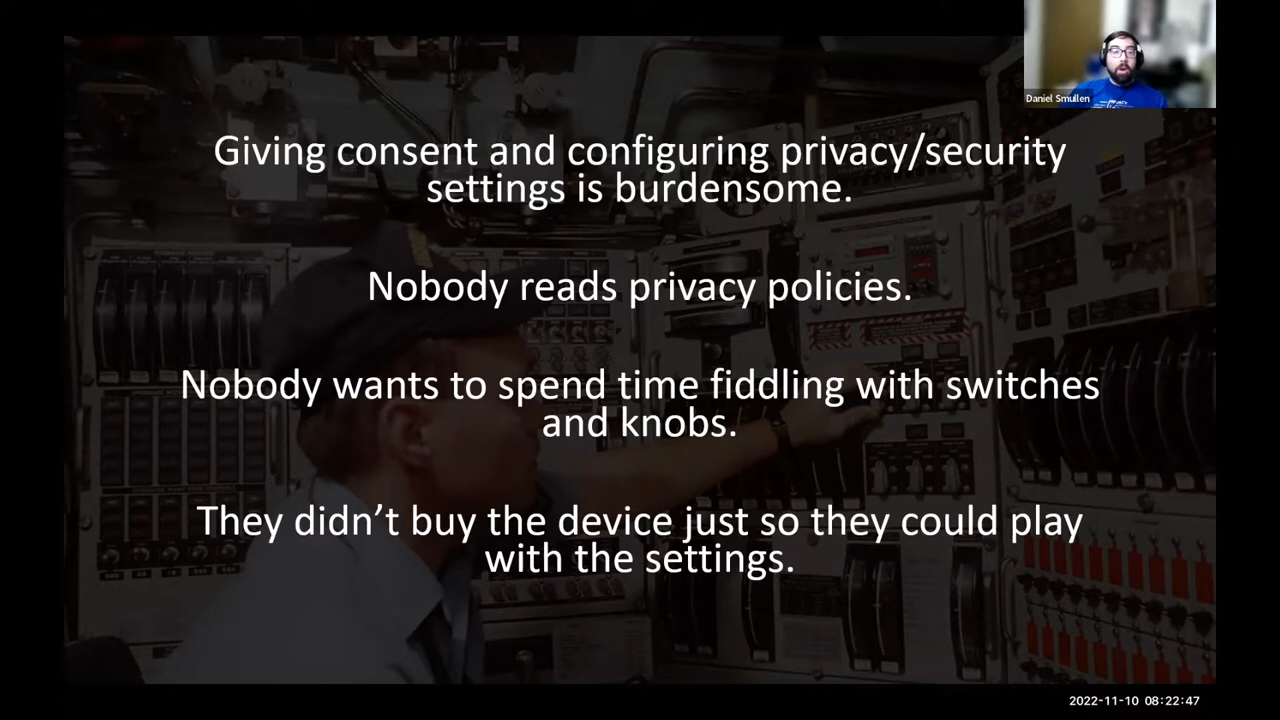 Daniel Smullen
Giving consent and configuring privacy/security
settings is burdensome.
Nobody reads privacy policies.
Nobody wants to spend time fiddling with switches
and knobs.
They didn’t buy the device just so they could play
with the settings.
2022-11-10 08:22:47